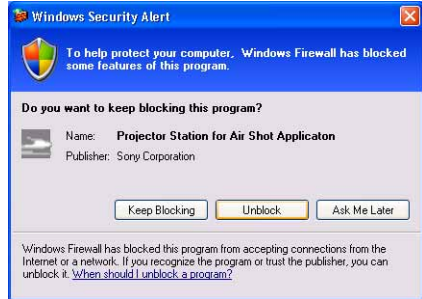 Windows Security Alert
To help protect your computer, Windows Firewall has blocked
some features of this program.
Do you want to keep blocking this program?
Name: Projector Station for Air Shot Applicaton
Publisher: Sony Corporation
Keep Blocking Unblock Ask Me Later
Windows Firewall has blocked this program from accepting connections from the
Internet or a network. If you recognize the program or trust the publisher, you can
unblock it. When should I unblock a program?